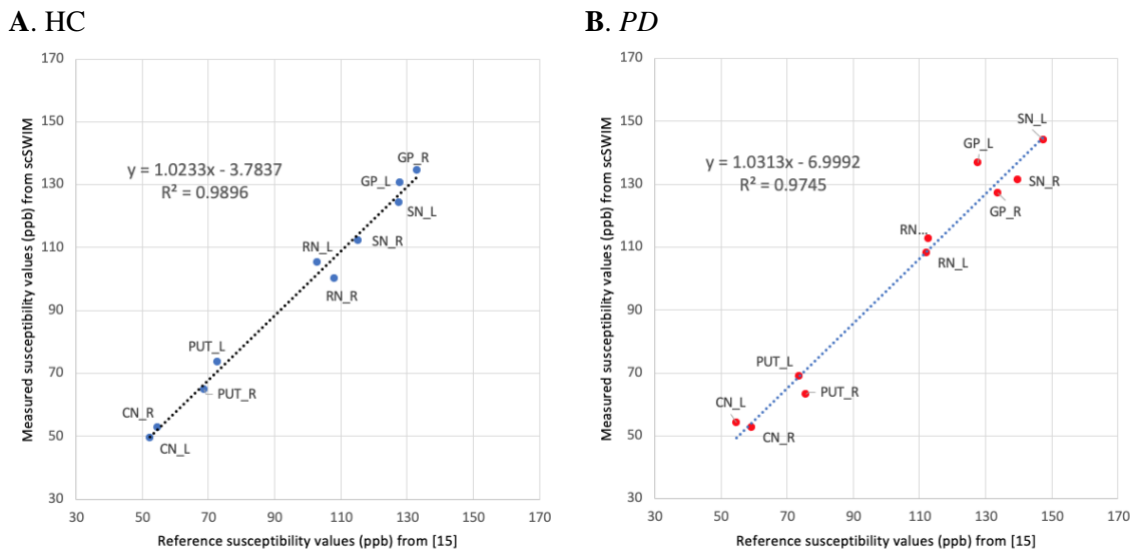 A. HC
170
150
130
110
90
70
50
30
30 50 70 90 110 130 150 170
Measured susceptibility values (ppb) from scSWIM
Reference susceptibility values (ppb) from [15]
y = 1.0233x - 3.7837
R² = 0.9896
GP_R
GP_L
SN_L
SN_R
RN_L
RN_R
PUT_L
PUT_R
CN_R
CN_L
B. PD
170
150
130
110
90
70
50
30
30 50 70 90 110 130 150 170
Measured susceptibility values (ppb) from scSWIM
Reference susceptibility values (ppb) from [15]
y = 1.0313x - 6.9992
R² = 0.9745
SN_L
GP_L
SN_R
GP_R
RN...
RN_L
PUT_L
PUT_R
CN_L
CN_R